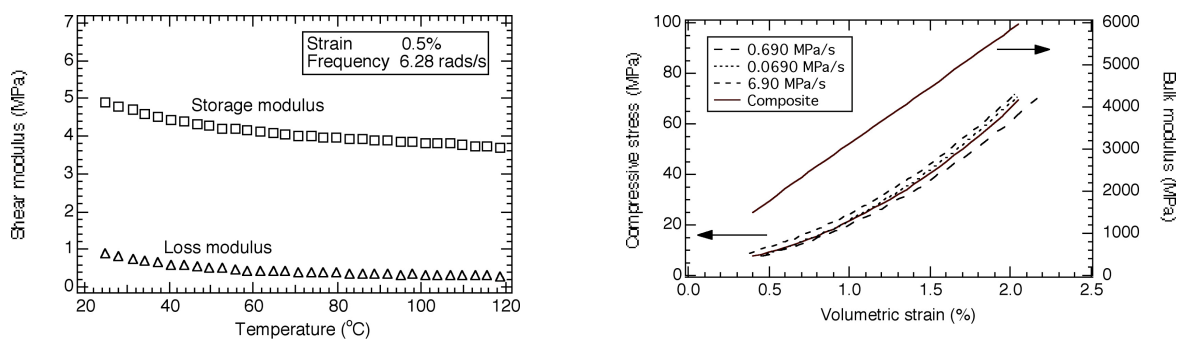 7
6
5
4
3
2
1
0
Shear modulus (MPa)
Strain 0.5%
Frequency 6.28 rads/s
Storage modulus
Loss modulus
20 40 60 80 100 120
Temperature (°C)
100
80
60
40
20
0
Compressive stress (MPa)
0.690 MPa/s
0.0690 MPa/s
6.90 MPa/s
Composite
6000
5000
4000
3000
2000
1000
0
Bulk modulus (MPa)
0.0 0.5 1.0 1.5 2.0 2.5
Volumetric strain (%)